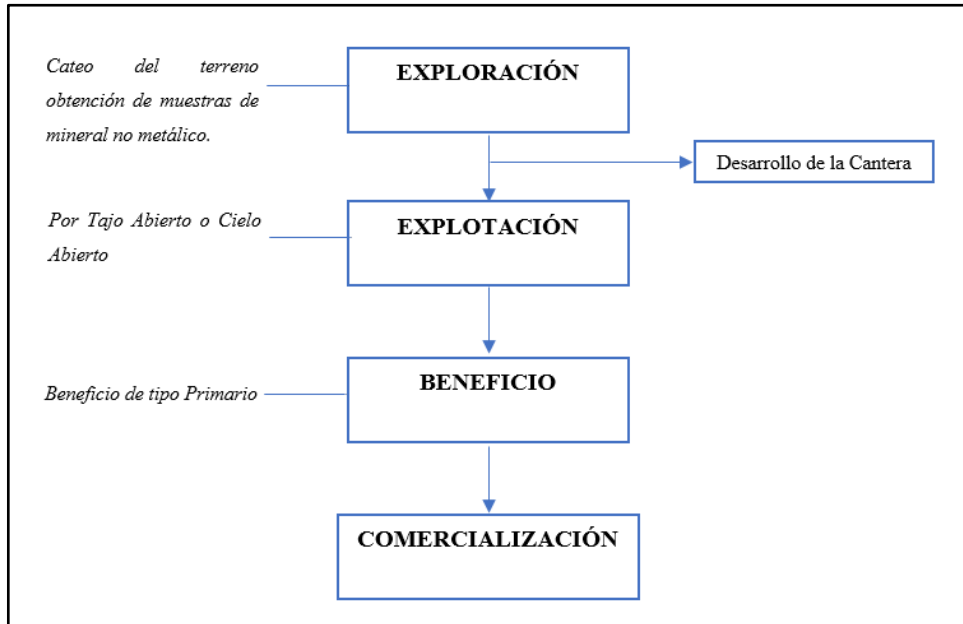 Cateo del terreno
obtención de muestras de
mineral no metálico.
EXPLORACIÓN
Desarrollo de la Cantera
Por Tajo Abierto o Cielo
Abierto
EXPLOTACIÓN
Beneficio de tipo Primario
BENEFICIO
COMERCIALIZACIÓN